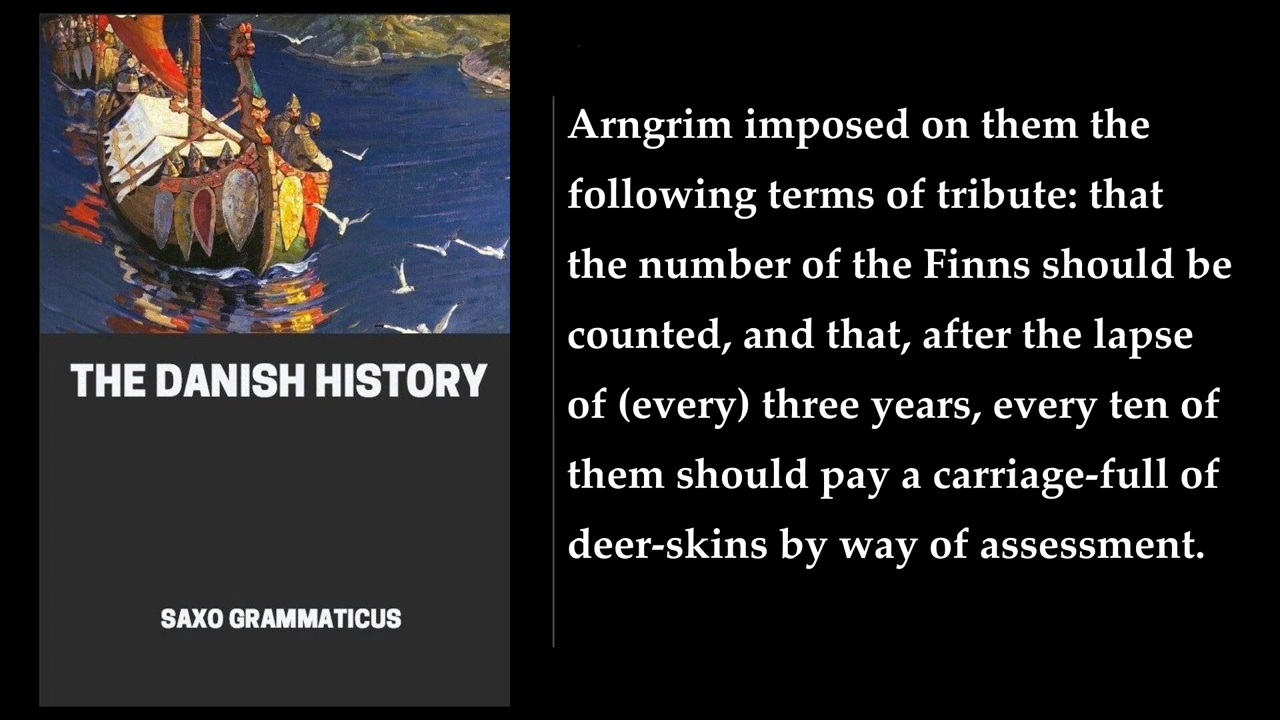 THE DANISH HISTORY
SAXO GRAMMATICUS
Arngrim imposed on them the
following terms of tribute: that
the number of the Finns should be
counted, and that, after the lapse
of (every) three years, every ten of
them should pay a carriage-full of
deer-skins by way of assessment.